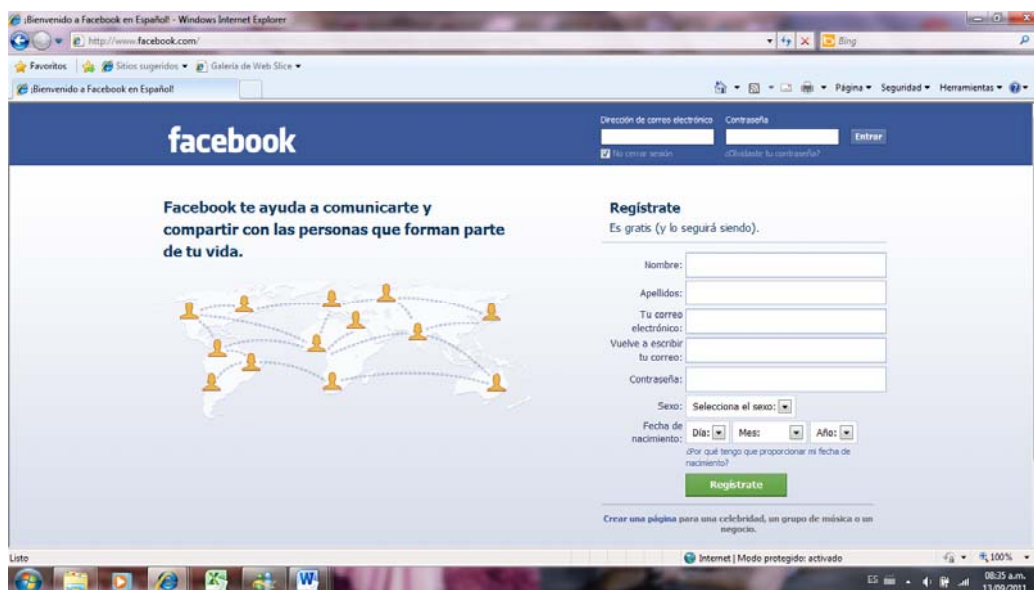 ¡Bienvenido a Facebook en Español! - Windows Internet Explorer
http://www.facebook.com/
Bing
Favoritos Sitios sugeridos Galería de Web Slice
¡Bienvenido a Facebook en Español!
Página Seguridad Herramientas
facebook
Dirección de correo electrónico Contraseña
Entrar
No cerrar sesión ¿Olvidaste tu contraseña?
Facebook te ayuda a comunicarte y
compartir con las personas que forman parte
de tu vida.
Regístrate
Es gratis (y lo seguirá siendo).
Nombre:
Apellidos:
Tu correo
electrónico:
Vuelve a escribir
tu correo:
Contraseña:
Sexo: Selecciona el sexo:
Fecha de
nacimiento:
Día: Mes: Año:
¿Por qué tengo que proporcionar mi fecha de
nacimiento?
Regístrate
Crear una página para una celebridad, un grupo de música o un
negocio.
Listo
Internet | Modo protegido: activado
100%
ES
08:35 a.m.
13/09/2011